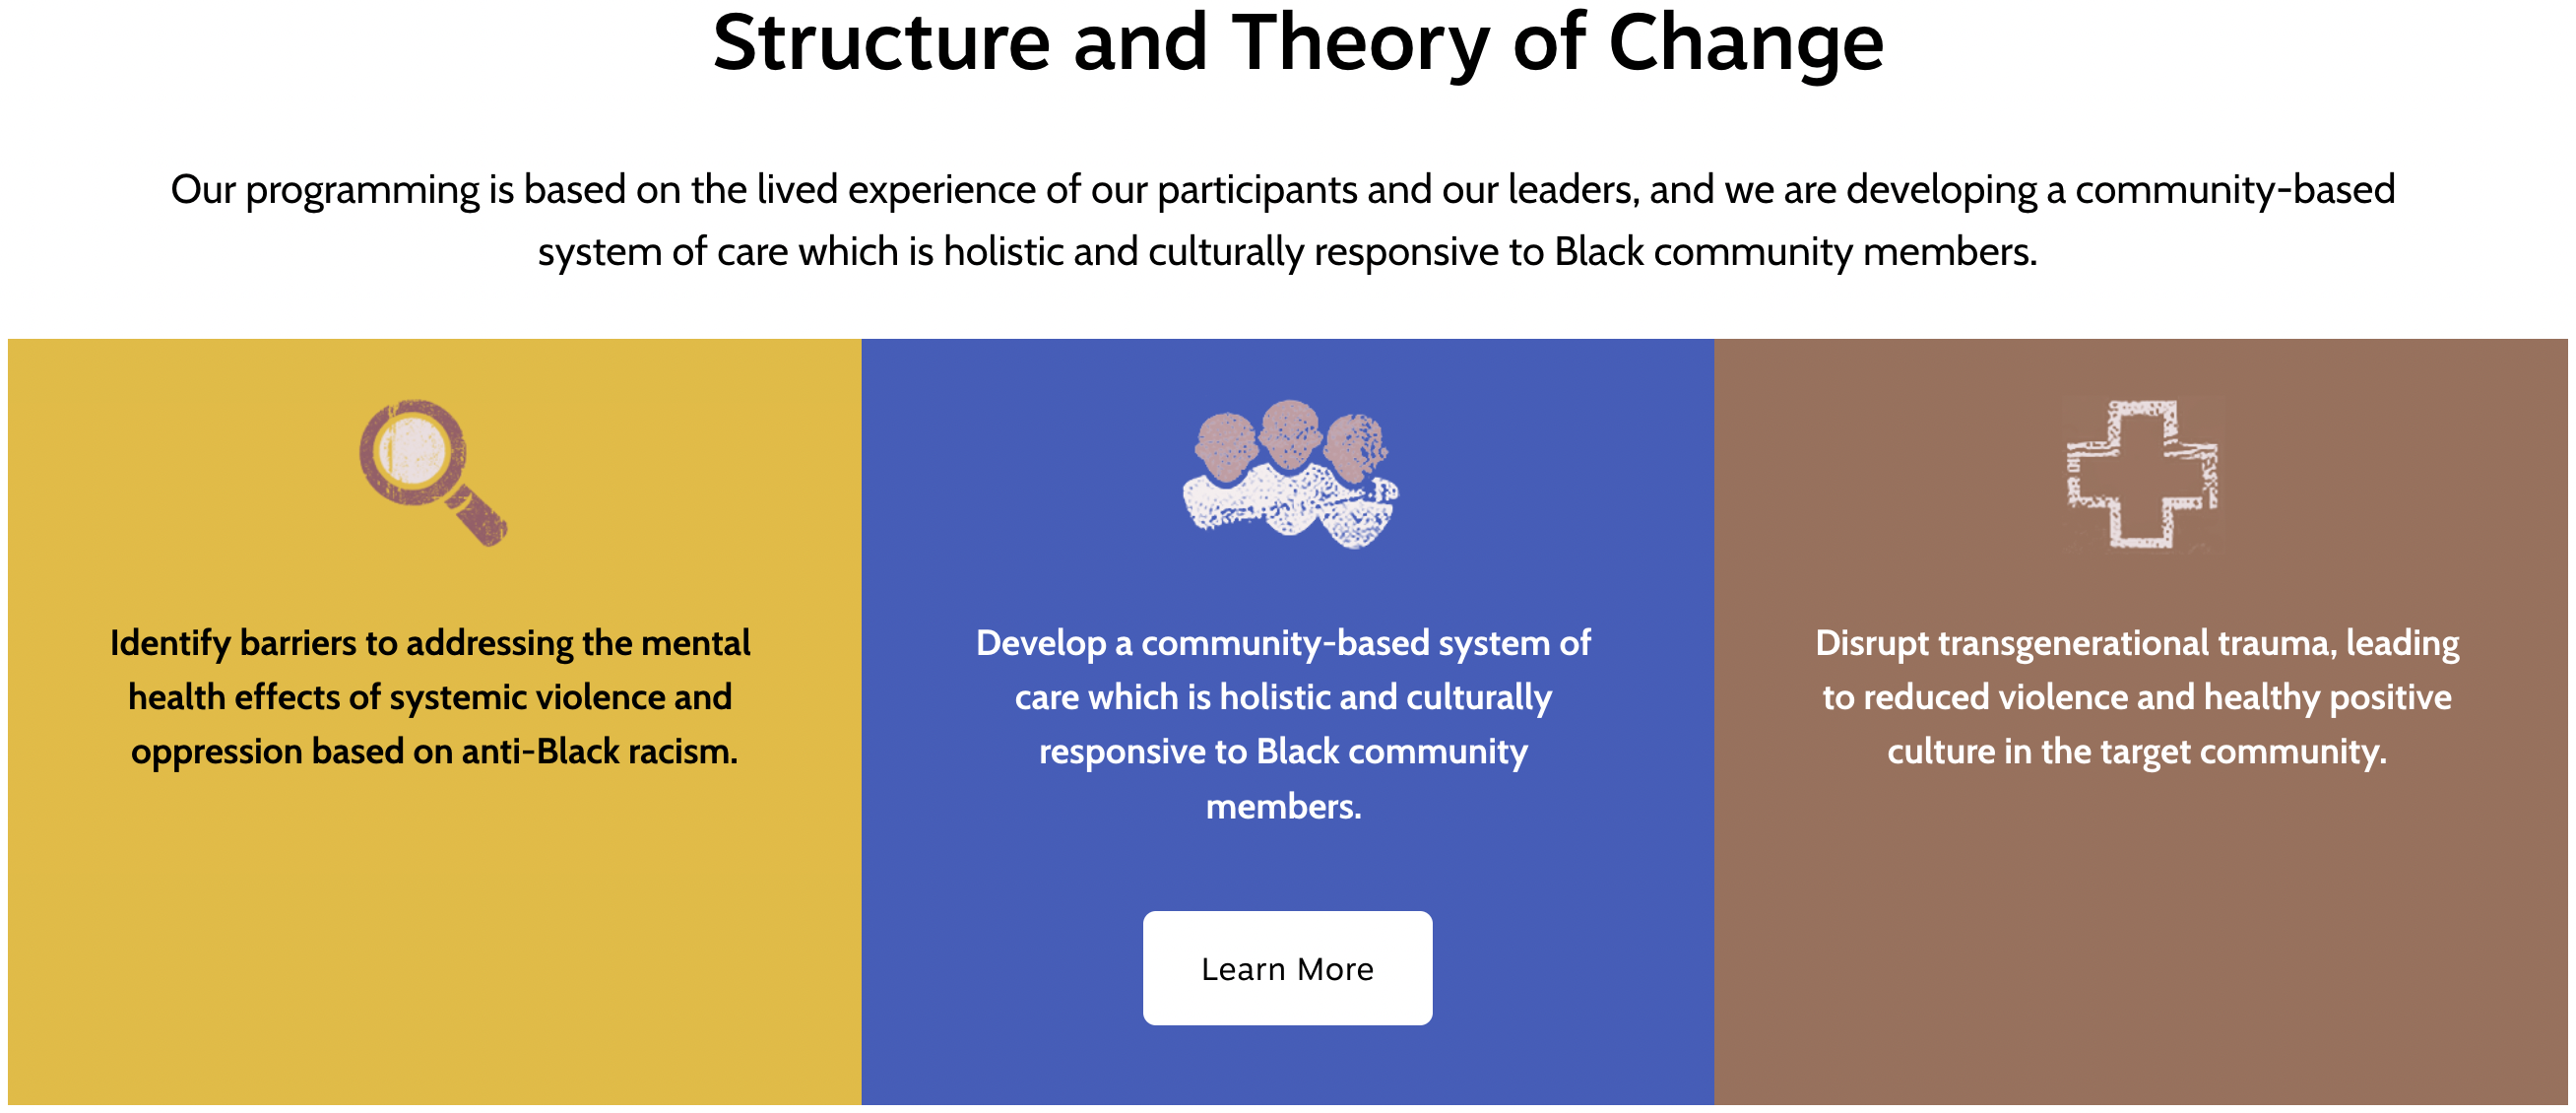 Structure and Theory of Change
Our programming is based on the lived experience of our participants and our leaders, and we are developing a community-based
system of care which is holistic and culturally responsive to Black community members.
Identify barriers to addressing the mental
health effects of systemic violence and
oppression based on anti-Black racism.
Develop a community-based system of
care which is holistic and culturally
responsive to Black community
members.
Learn More
Disrupt transgenerational trauma, leading
to reduced violence and healthy positive
culture in the target community.